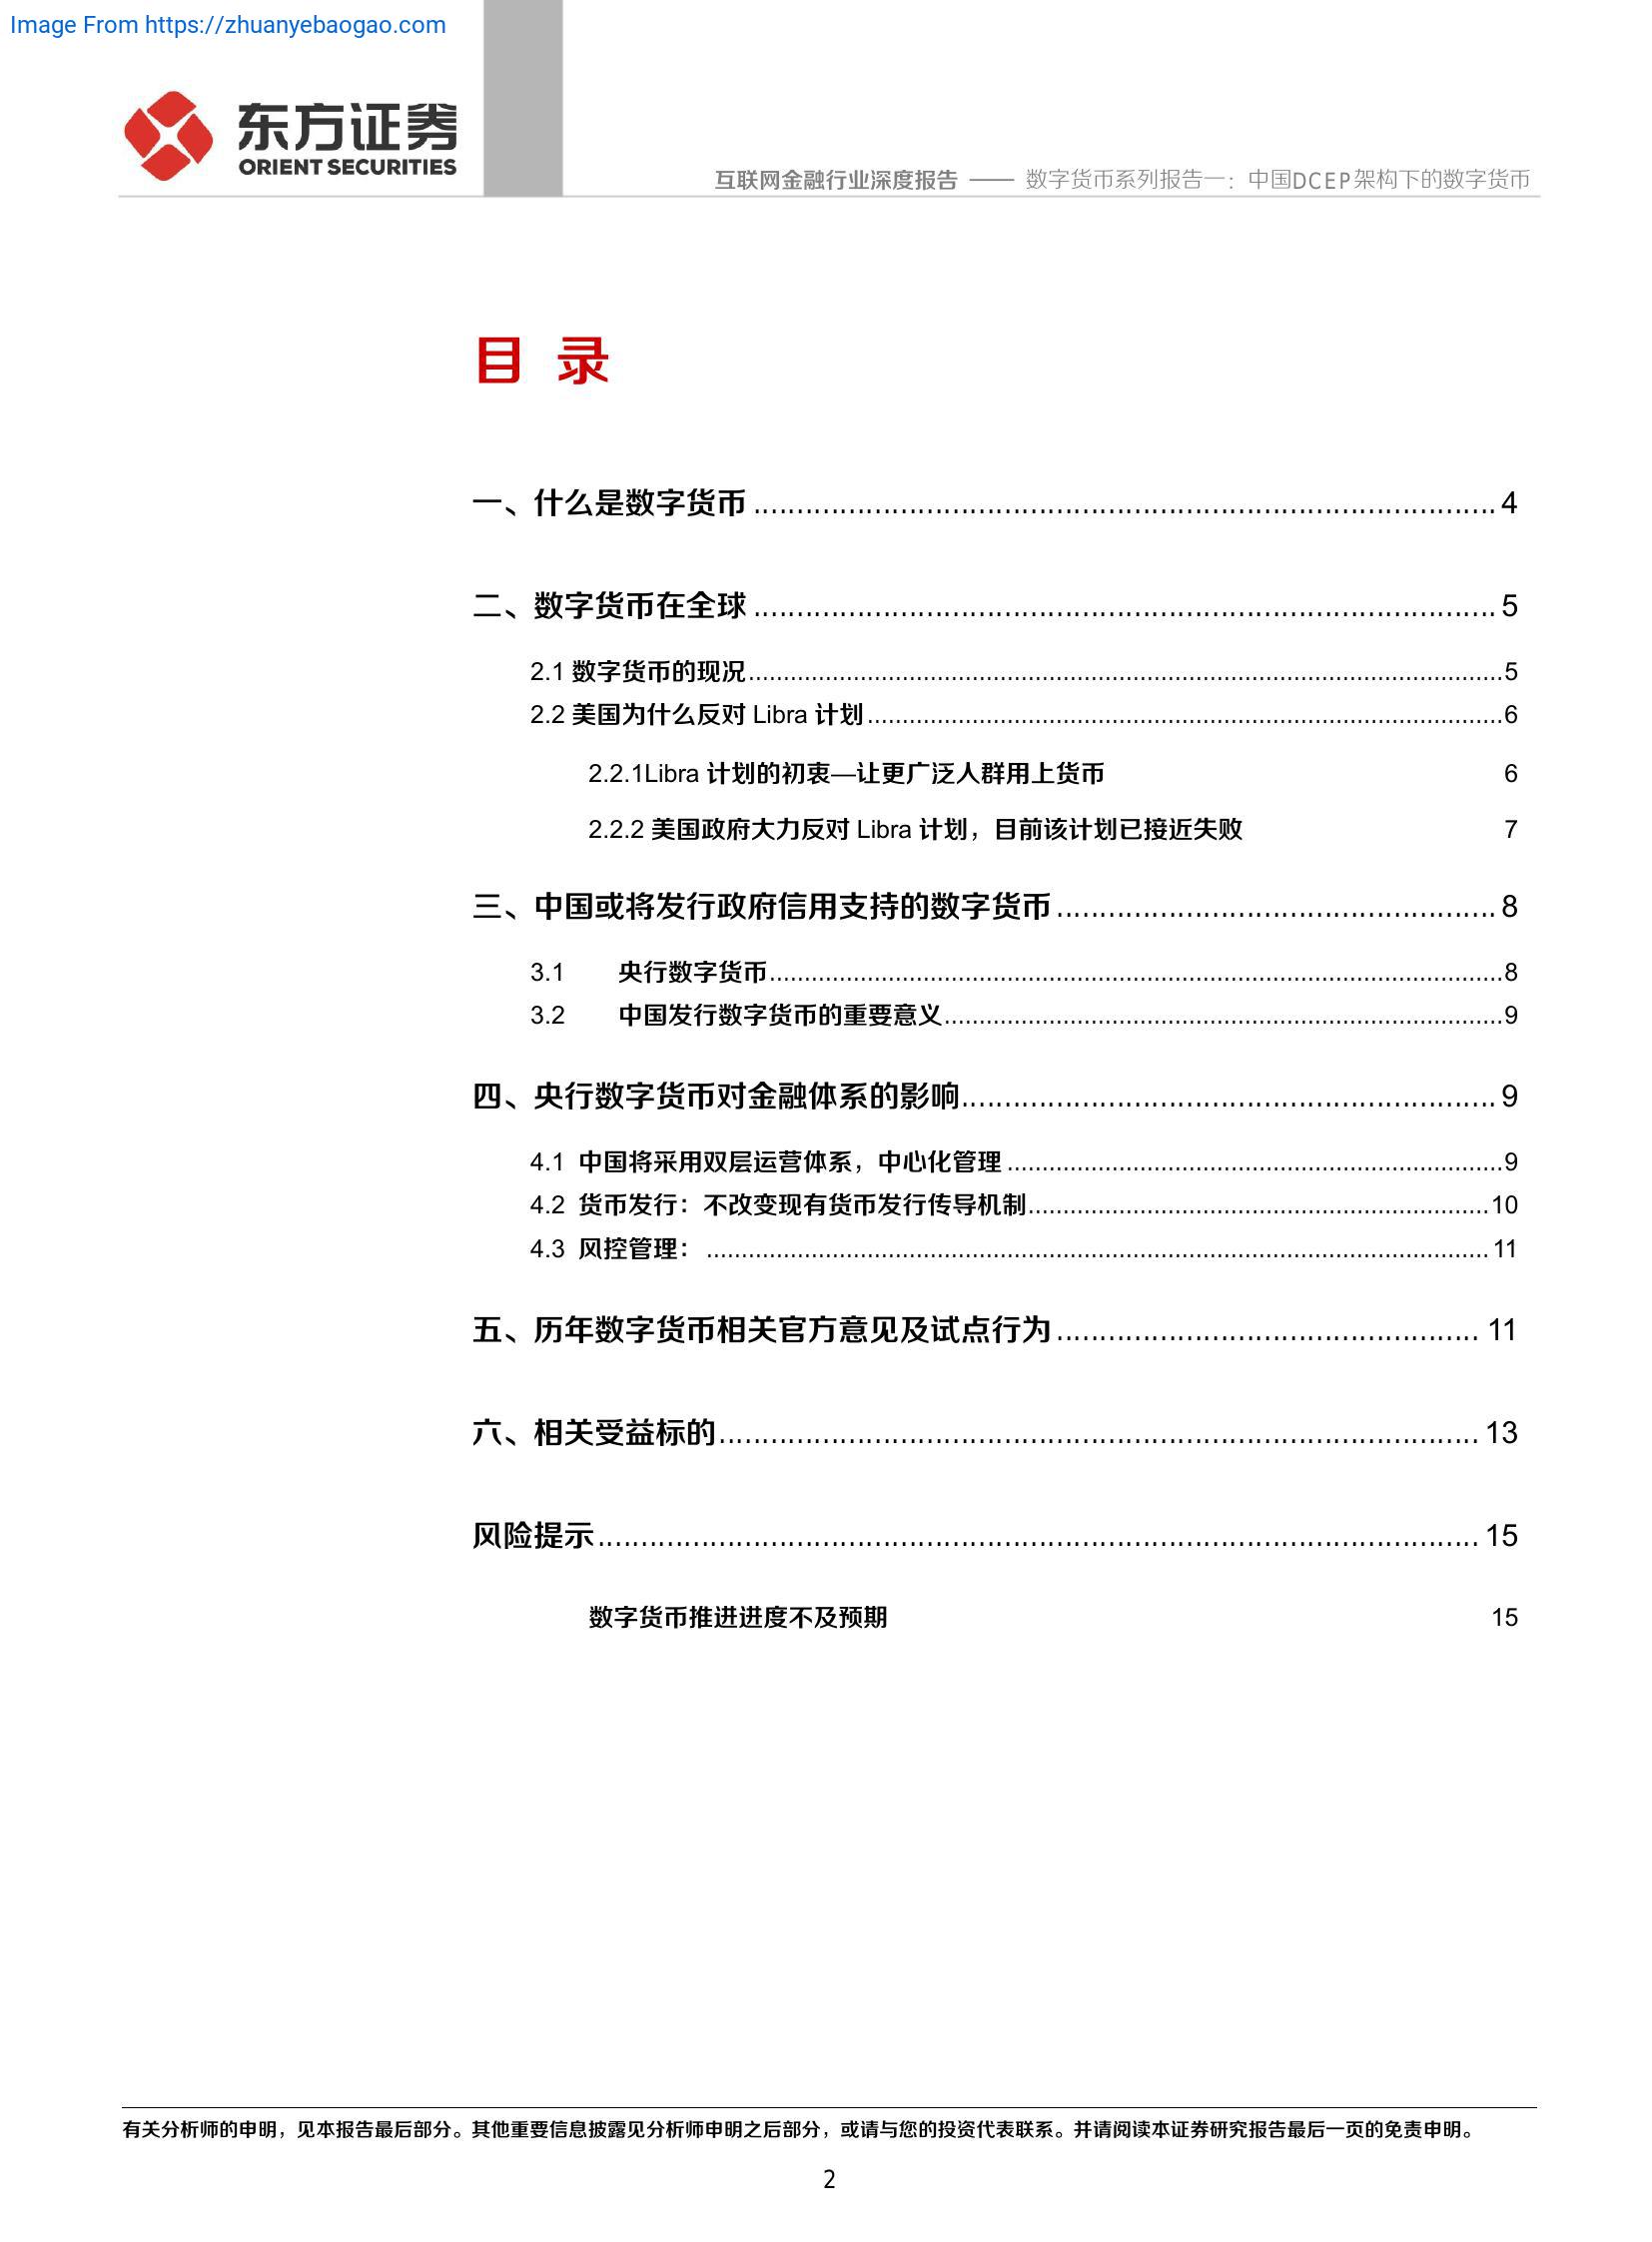 Image From https://zhuanyebaogao.com
东方证券
ORIENT SECURITIES
互联网金融行业深度报告 —— 数字货币系列报告一：中国DCEP架构下的数字货币
目 录
一、什么是数字货币 ........................................ 4
二、数字货币在全球 ........................................ 5
2.1 数字货币的现况........................................5
2.2 美国为什么反对 Libra 计划........................................6
2.2.1Libra 计划的初衷—让更广泛人群用上货币 6
2.2.2 美国政府大力反对 Libra 计划，目前该计划已接近失败 7
三、中国或将发行政府信用支持的数字货币 ........................................ 8
3.1 央行数字货币........................................8
3.2 中国发行数字货币的重要意义........................................9
四、央行数字货币对金融体系的影响........................................ 9
4.1 中国将采用双层运营体系，中心化管理 ........................................9
4.2 货币发行：不改变现有货币发行传导机制........................................10
4.3 风控管理： ........................................ 11
五、历年数字货币相关官方意见及试点行为 ........................................ 11
六、相关受益标的........................................ 13
风险提示........................................ 15
数字货币推进进度不及预期 15
有关分析师的申明，见本报告最后部分。其他重要信息披露见分析师申明之后部分，或请与您的投资代表联系。并请阅读本证券研究报告最后一页的免责申明。
2